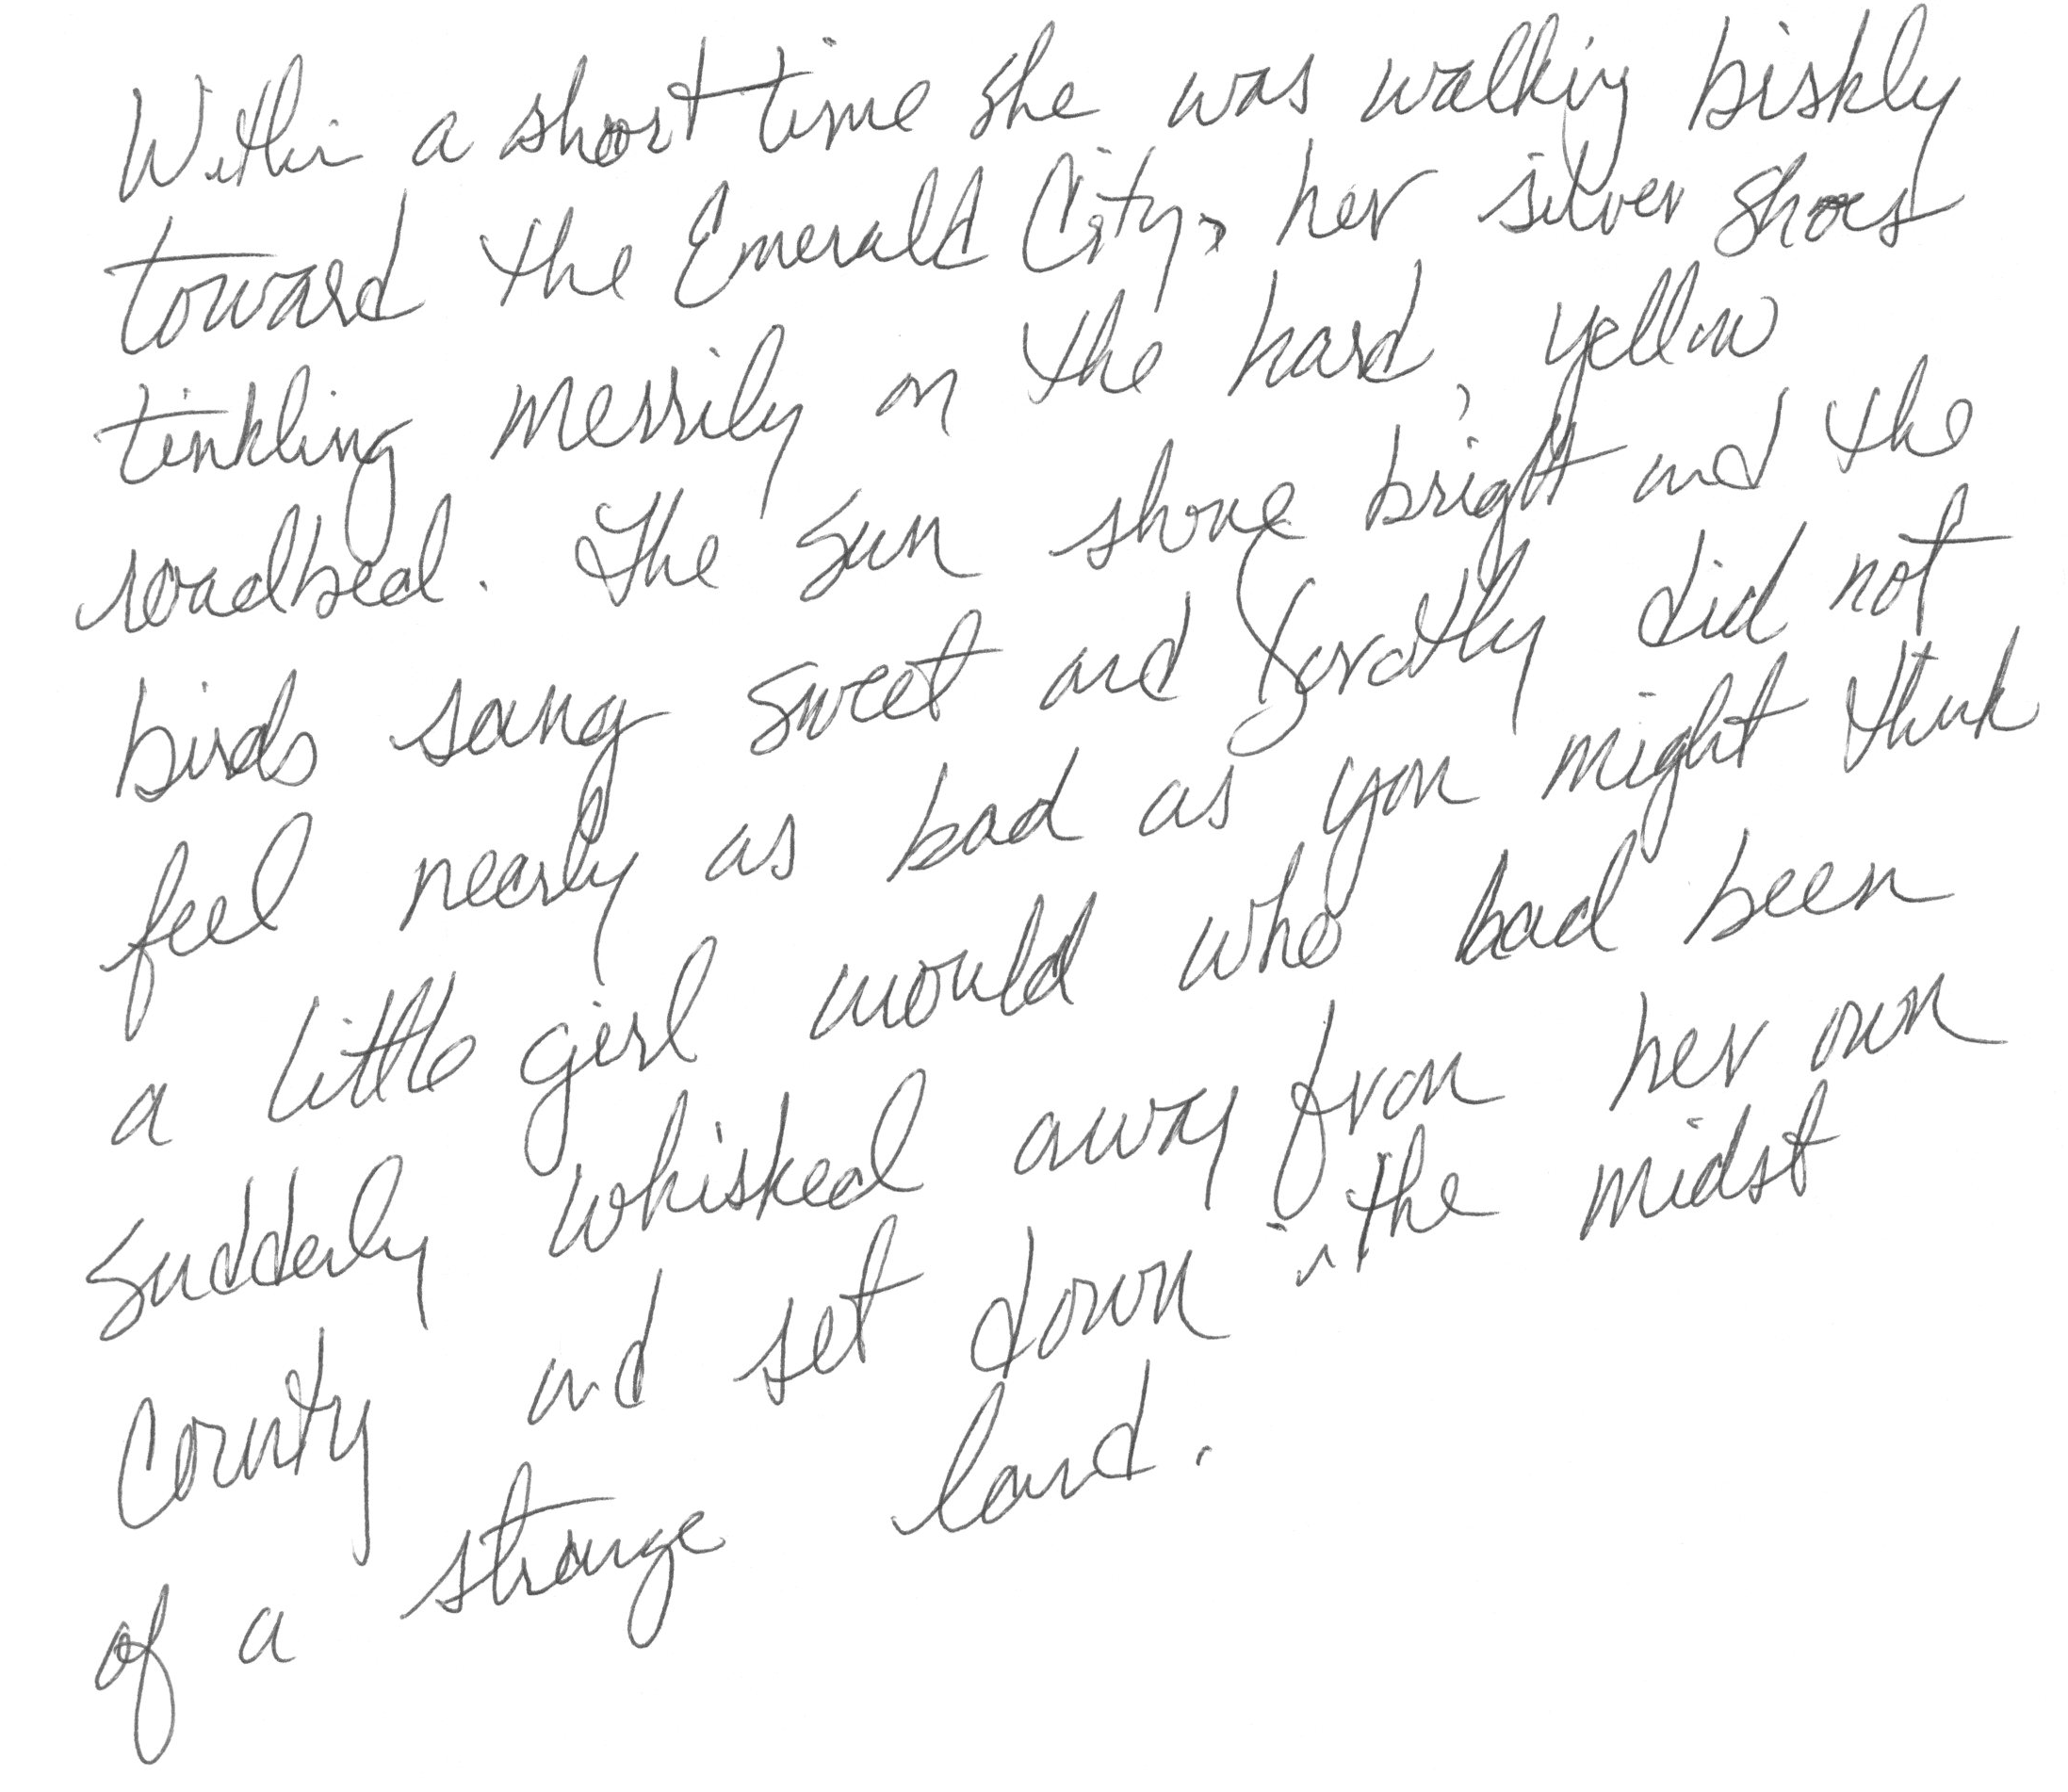 Within a short time she was walking biskly
toward the Emerald City, her silver shoes
tinkling merrily on the hard, yellow
roadbed. The sun shone bright and the
birds sang sweet and Dorothy did not
feel nearly as bad as you might think
a little girl would who had been
suddenly whisked away from her own
County and set down in the midst
of a strange land.